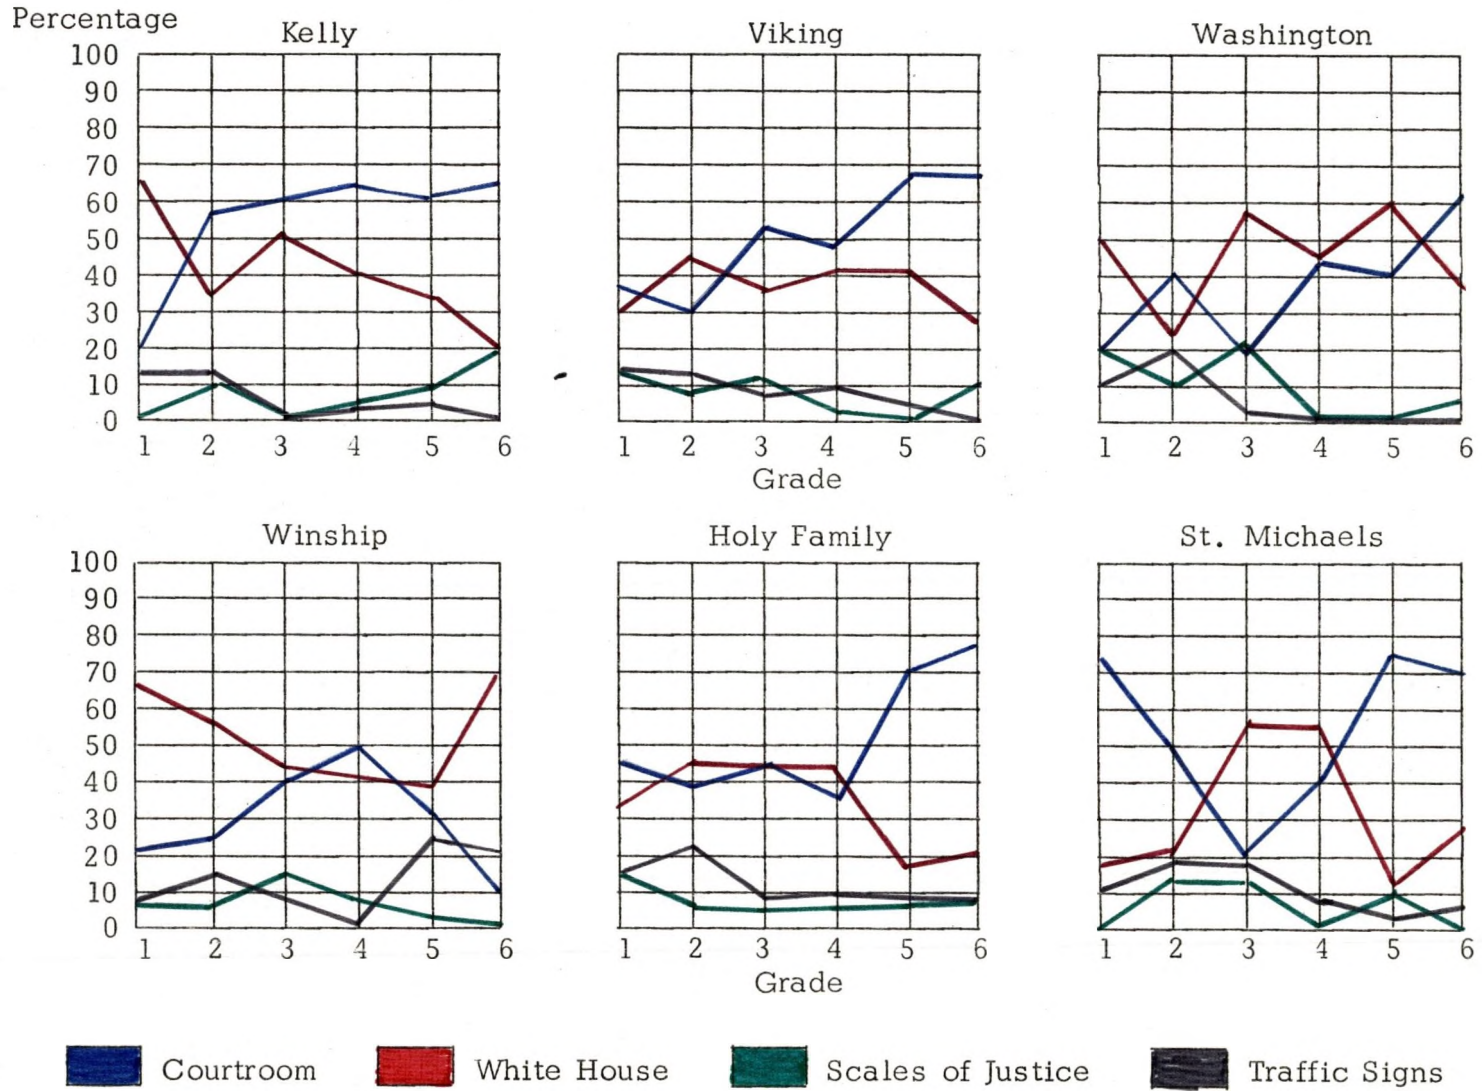 Percentage
Kelly
Viking
Washington
100
90
80
70
60
50
40
30
20
10
0
1 2 3 4 5 6
1 2 3 4 5 6
1 2 3 4 5 6
Grade
Winship
Holy Family
St. Michaels
100
90
80
70
60
50
40
30
20
10
0
1 2 3 4 5 6
1 2 3 4 5 6
1 2 3 4 5 6
Grade
Courtroom
White House
Scales of Justice
Traffic Signs